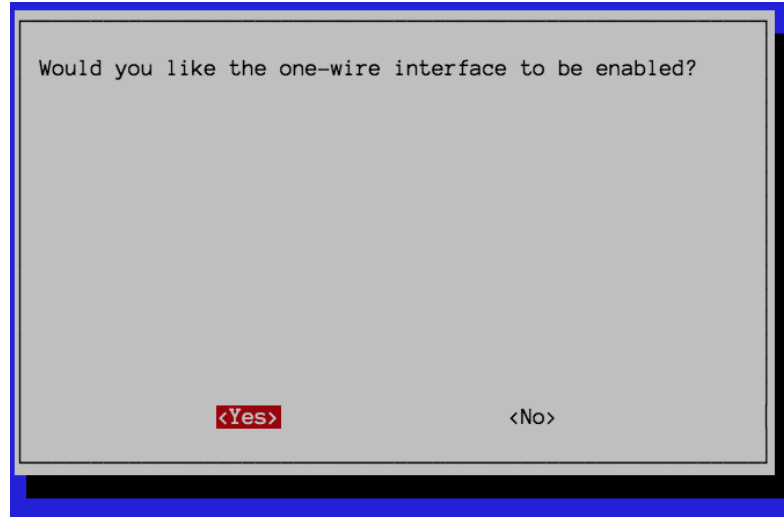 Would you like the one-wire interface to be enabled?
<Yes> <No>